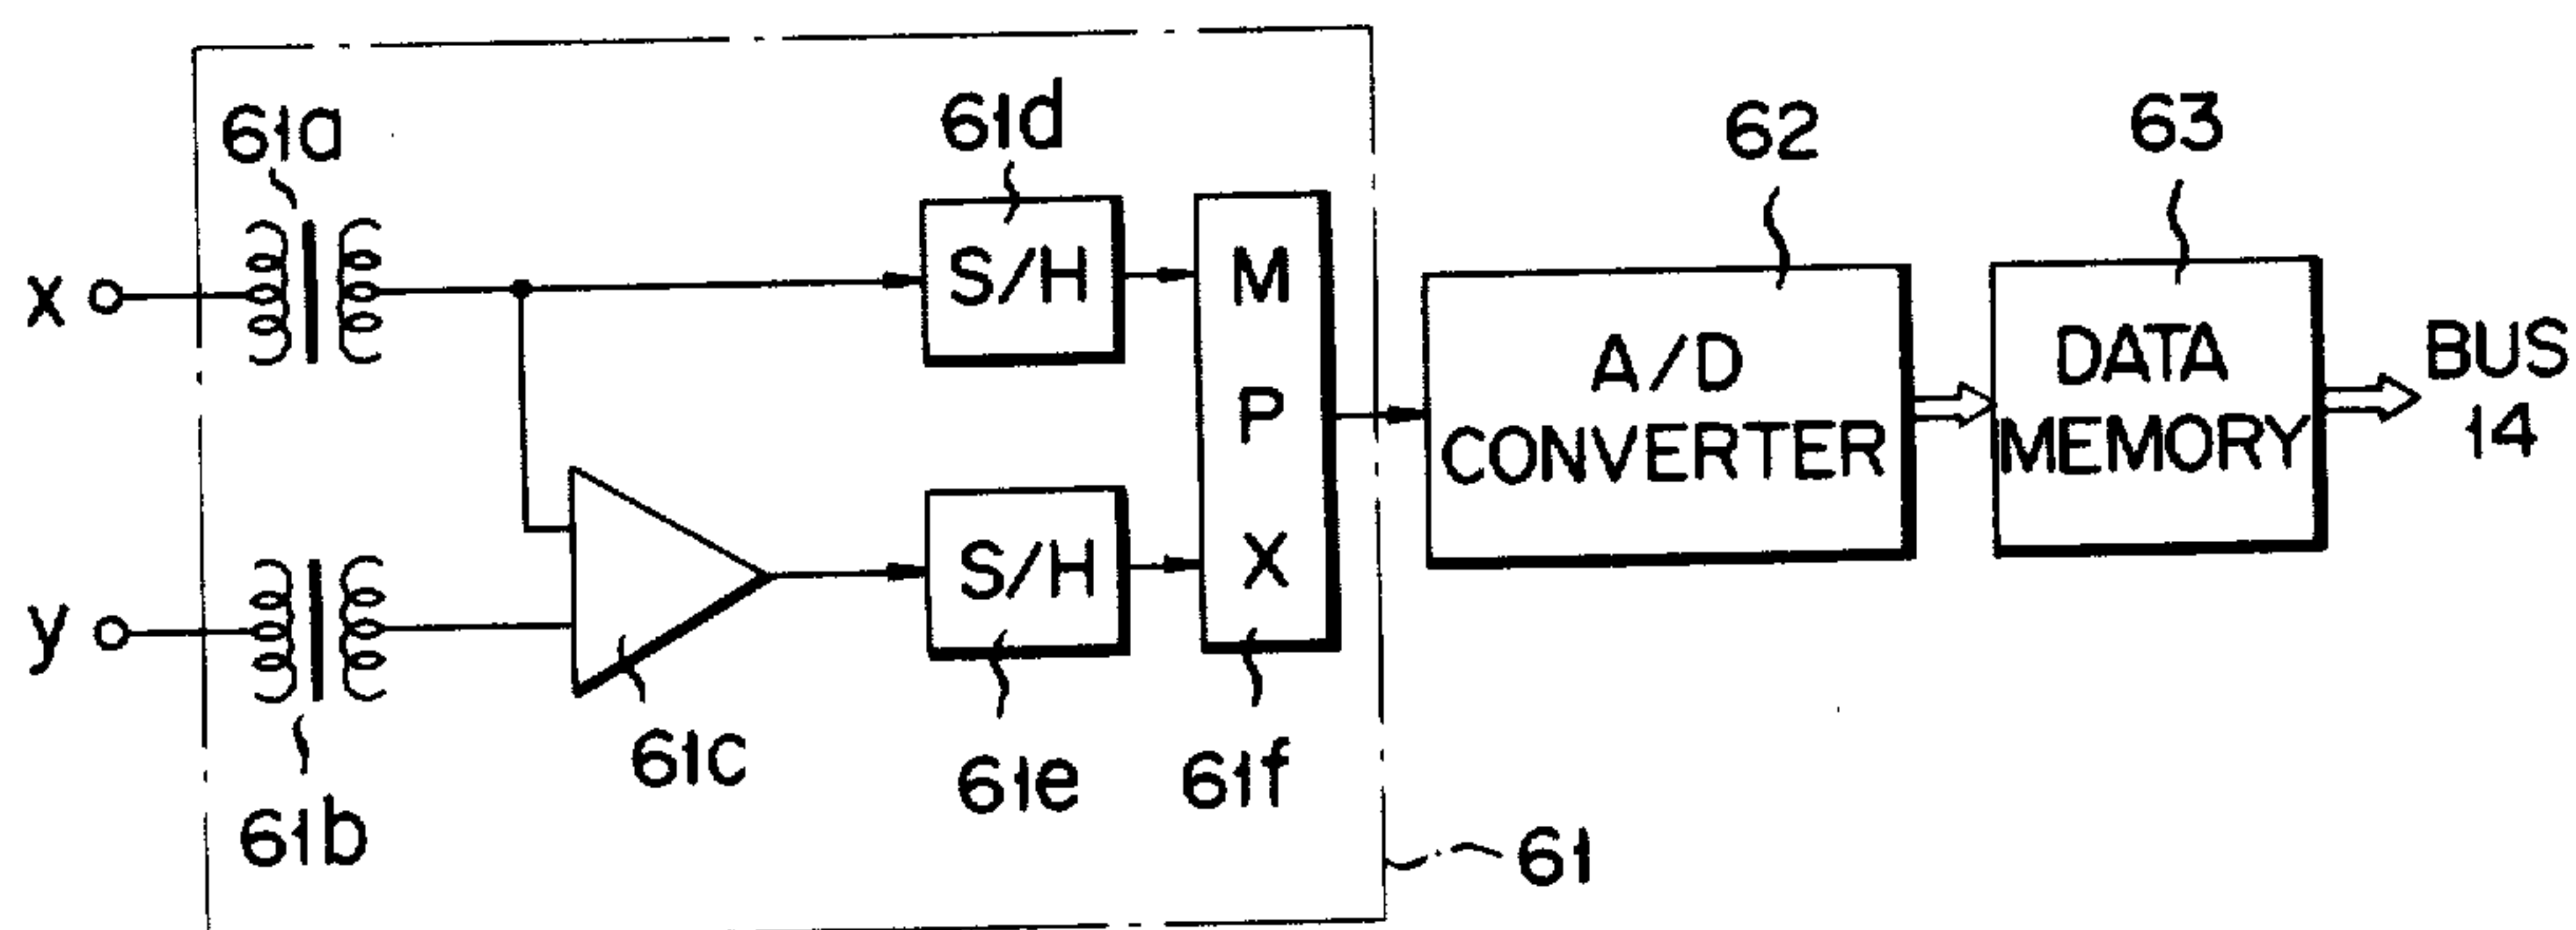 61a
61d
62
63
x
S/H
M
P
X
A/D
CONVERTER
DATA
MEMORY
BUS
14
y
S/H
61c
61e
61f
61b
61